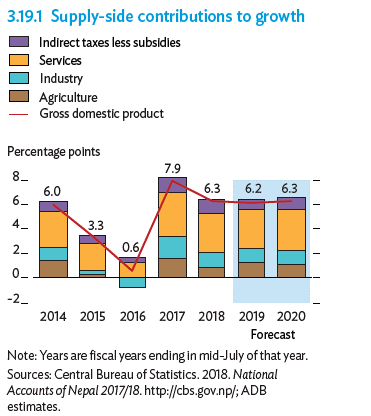 3.19.1 Supply-side contributions to growth
Indirect taxes less subsidies
Services
Industry
Agriculture
Gross domestic product
Percentage points
8
6
4
2
0
-2
6.0
3.3
0.6
7.9
6.3
6.2
6.3
2014 2015 2016 2017 2018 2019 2020
Forecast
Note: Years are fiscal years ending in mid-July of that year.
Sources: Central Bureau of Statistics. 2018. National
Accounts of Nepal 2017/18. http://cbs.gov.np/; ADB
estimates.